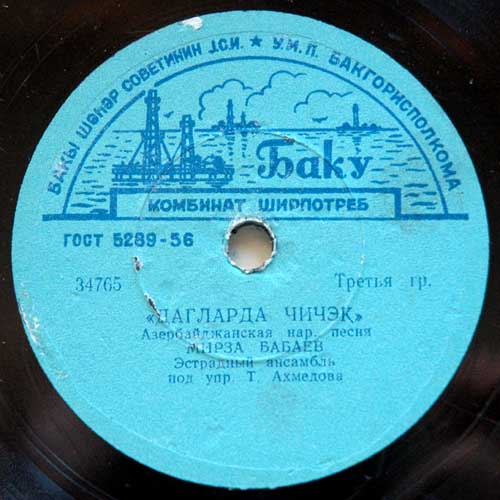 БАКЫ ШӘҺӘР СОВЕТИНИН J.С.И. ★ У.М.П. БАКГОРИСПОЛКОМА
Баку
КОМБИНАТ ШИРПОТРЕБ
ГОСТ 5289-56
34765 Третья гр.
«ДАГЛАРДА ЧИЧЭК»
Азербайджанская нар. песня
МИРЗА БАБАЕВ
Эстрадный ансамбль
под упр. Т. Ахмедова